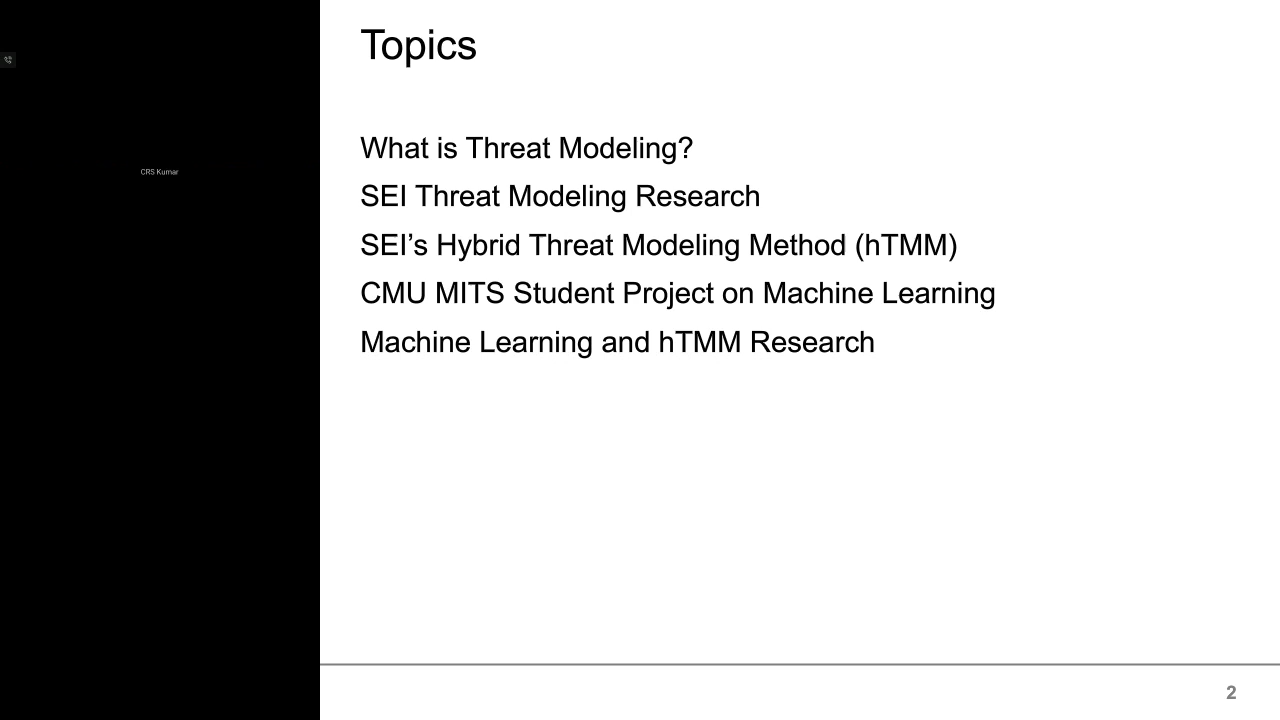 Topics
CRS Kumar
What is Threat Modeling?
SEI Threat Modeling Research
SEI’s Hybrid Threat Modeling Method (hTMM)
CMU MITS Student Project on Machine Learning
Machine Learning and hTMM Research
2